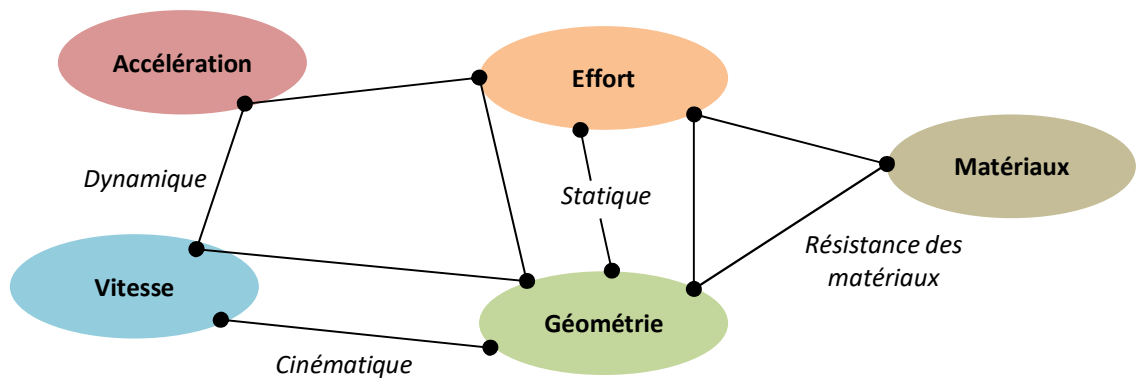 Accélération
Effort
Matériaux
Dynamique
Statique
Résistance des
matériaux
Vitesse
Géométrie
Cinématique